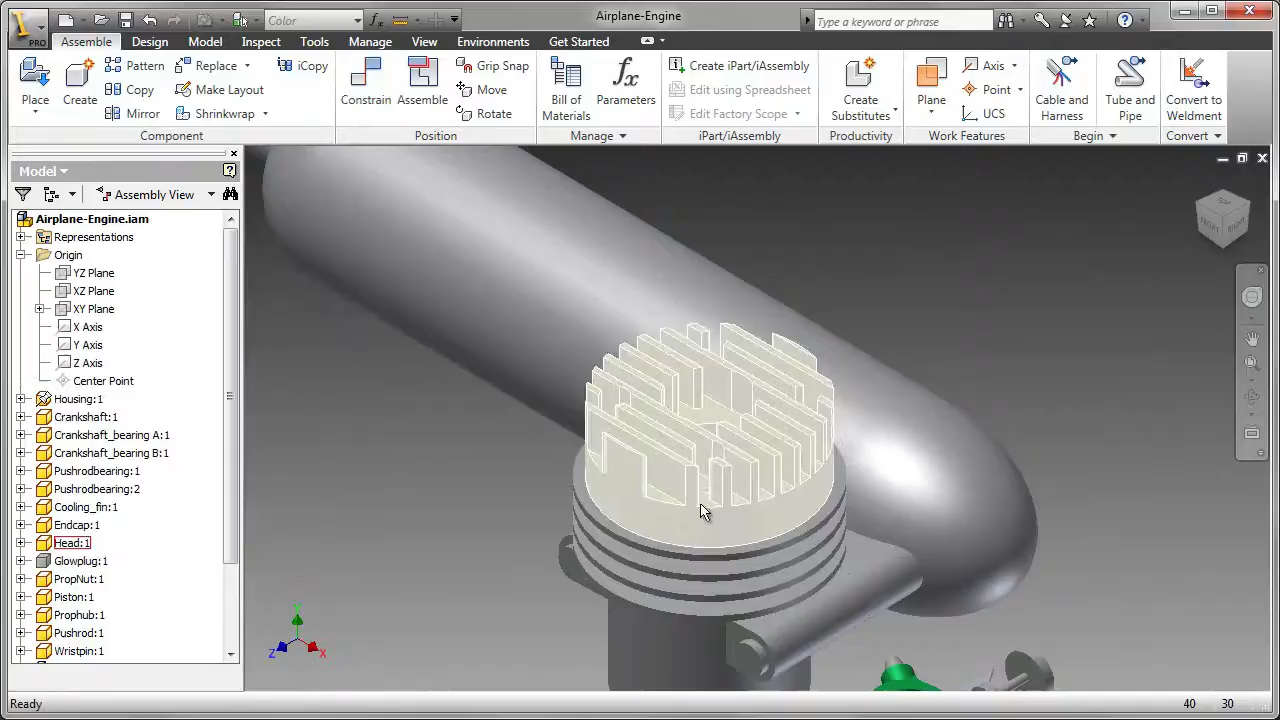 Color
Airplane-Engine
Type a keyword or phrase
PRO
Assemble Design Model Inspect Tools Manage View Environments Get Started
Place
Create
Pattern
Copy
Mirror
Replace
Make Layout
Shrinkwrap
iCopy
Component
Constrain
Assemble
Grip Snap
Move
Rotate
Position
Bill of
Materials
fx
Parameters
Manage
Create iPart/iAssembly
Edit using Spreadsheet
Edit Factory Scope
iPart/iAssembly
Create
Substitutes
Productivity
Plane
Axis
Point
UCS
Work Features
Cable and
Harness
Tube and
Pipe
Begin
Convert to
Weldment
Convert
Model
Assembly View
Airplane-Engine.iam
Representations
Origin
YZ Plane
XZ Plane
XY Plane
X Axis
Y Axis
Z Axis
Center Point
Housing:1
Crankshaft:1
Crankshaft_bearing A:1
Crankshaft_bearing B:1
Pushrodbearing:1
Pushrodbearing:2
Cooling_fin:1
Endcap:1
Head:1
Glowplug:1
PropNut:1
Piston:1
Prophub:1
Pushrod:1
Wristpin:1
FRONT
Y
Z
X
Ready
40 30